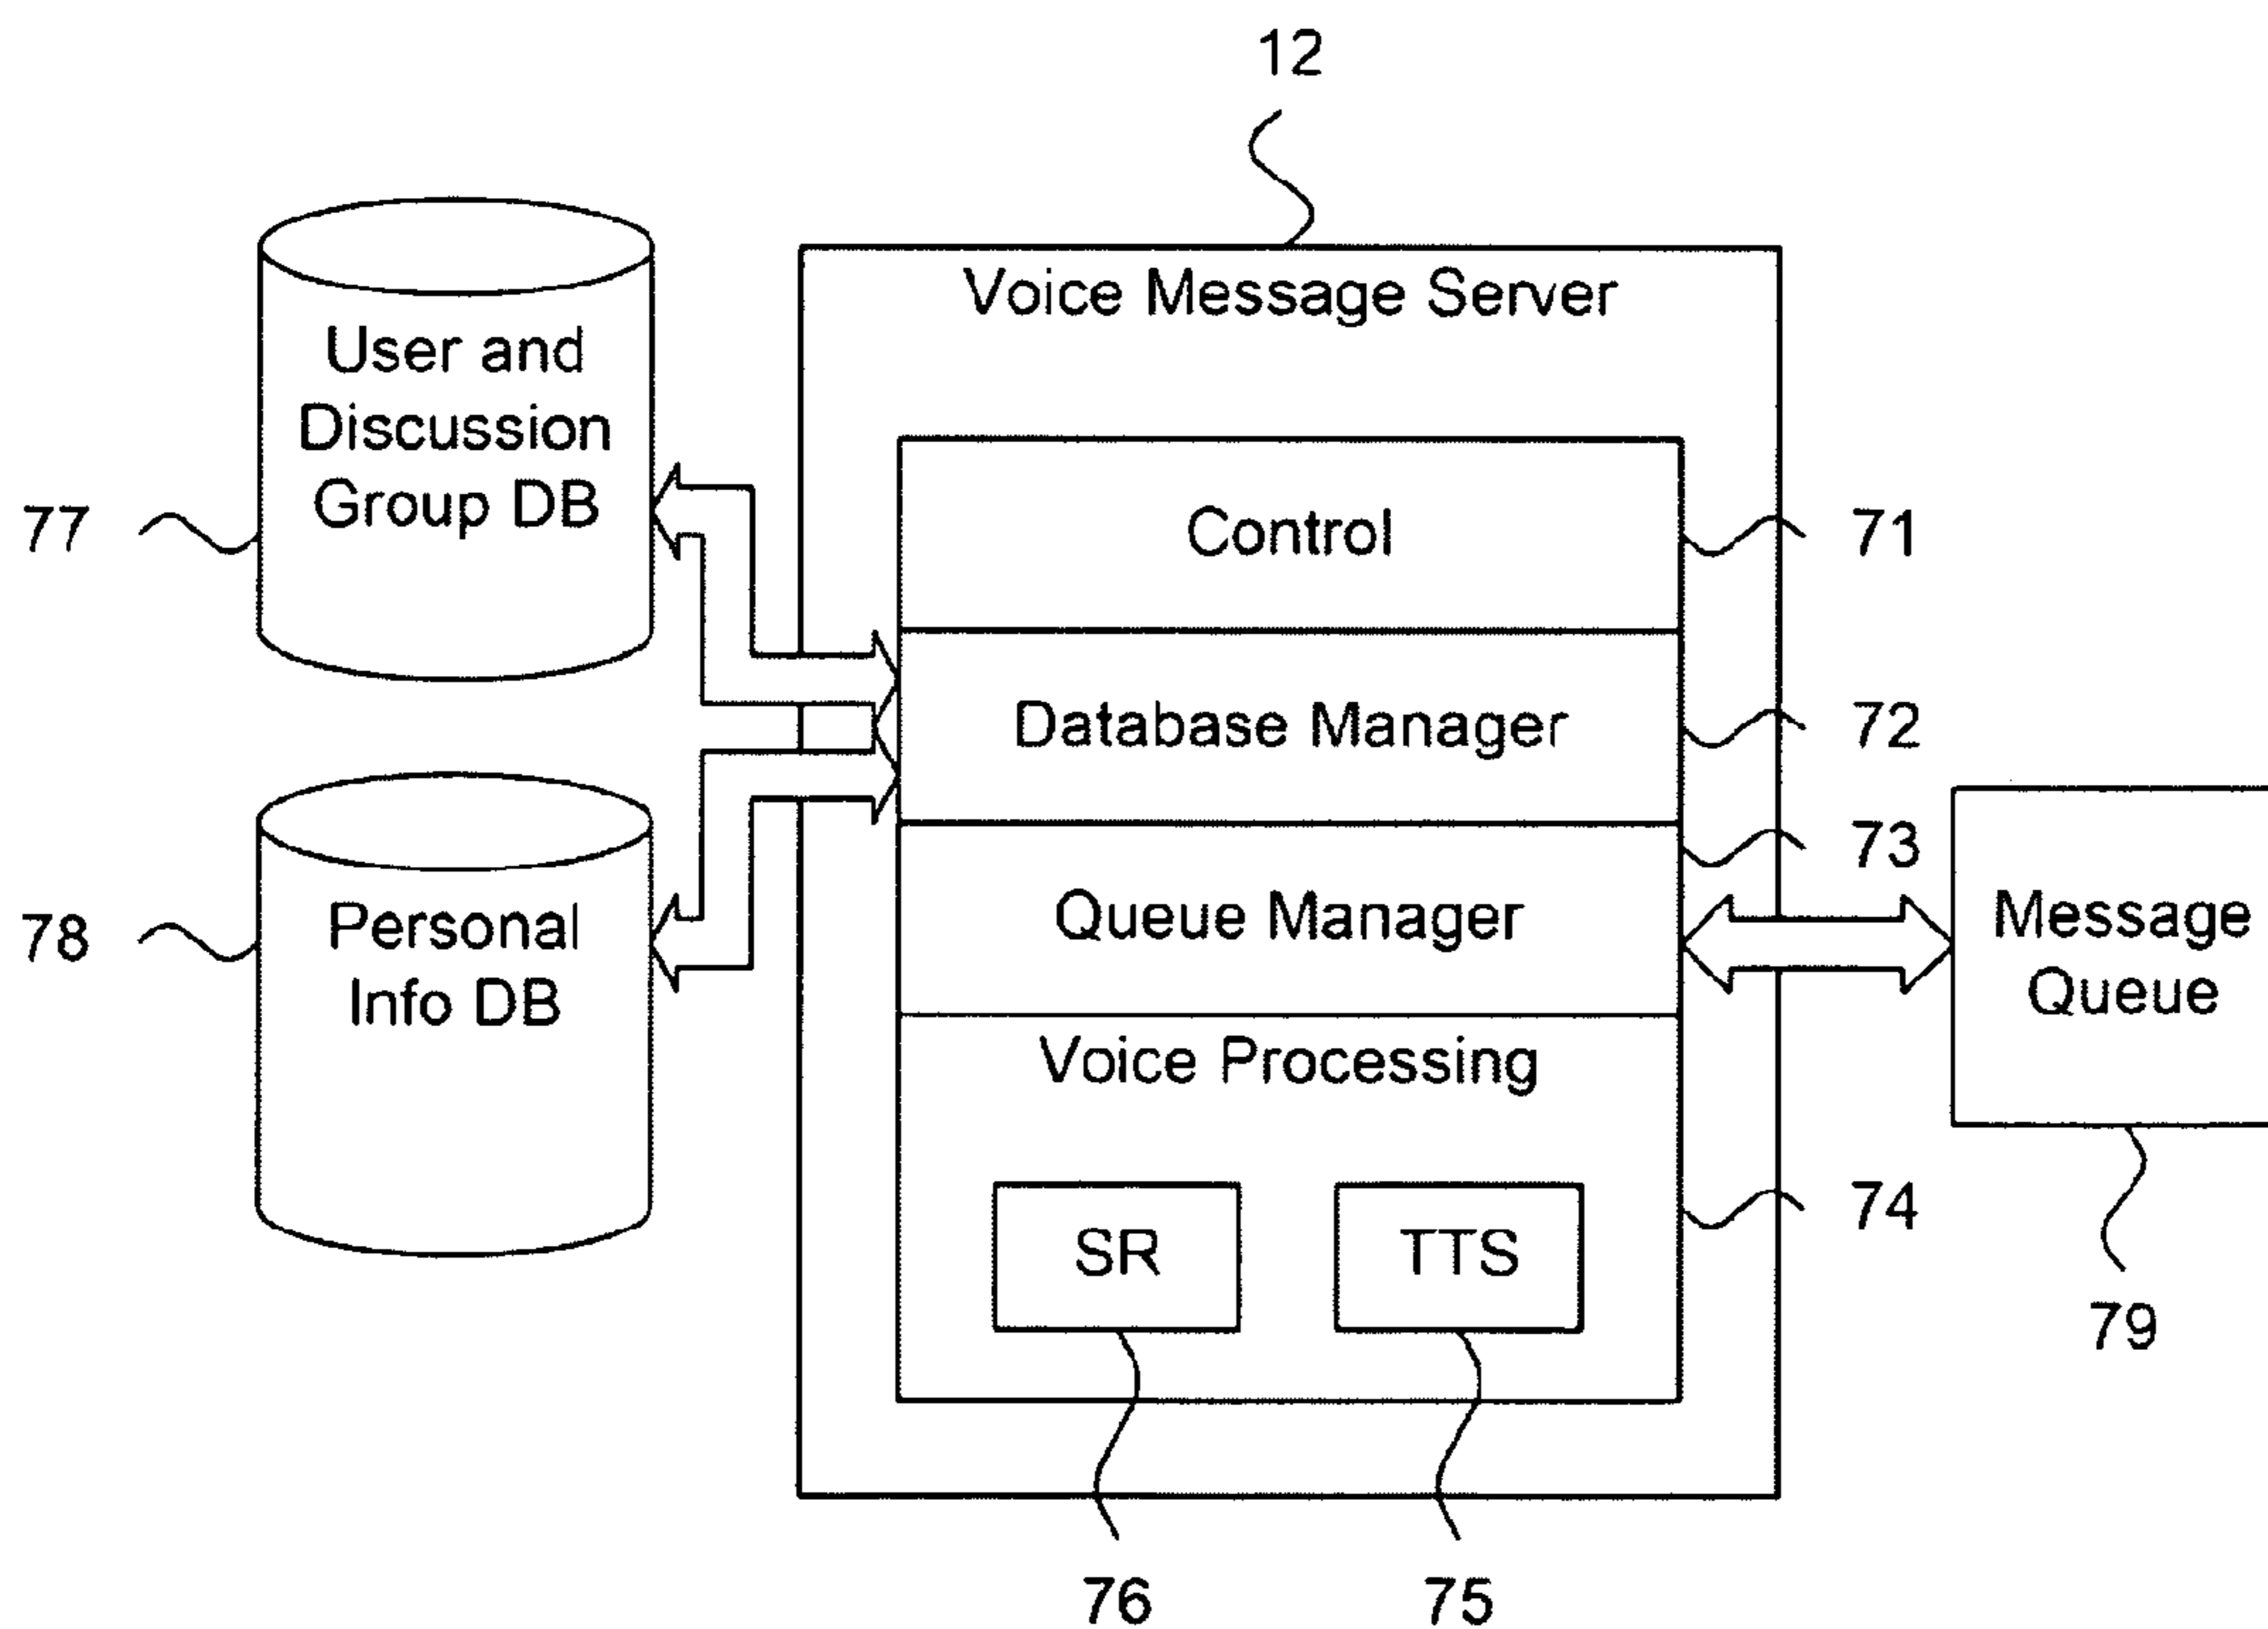 12
Voice Message Server
User and
Discussion
Group DB
77
Control
71
Database Manager
72
73
Personal
Info DB
78
Queue Manager
Message
Queue
Voice Processing
74
SR
TTS
79
76
75